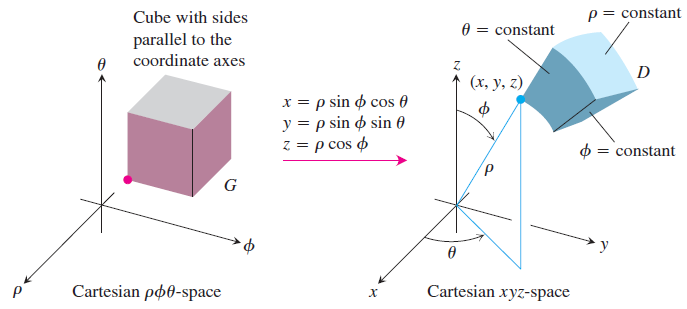 Cube with sides
parallel to the
coordinate axes
θ
G
ϕ
ρ
Cartesian ρϕθ-space
x = ρ sin ϕ cos θ
y = ρ sin ϕ sin θ
z = ρ cos ϕ
ρ = constant
θ = constant
z
(x, y, z)
D
ϕ
ϕ = constant
ρ
θ
y
x
Cartesian xyz-space